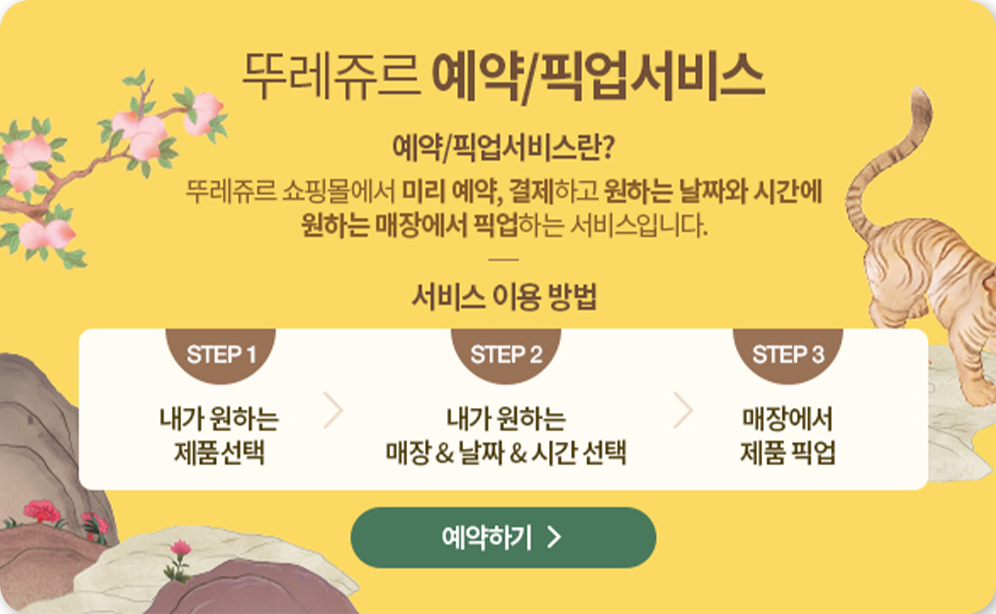 뚜레쥬르 예약/픽업서비스
예약/픽업서비스란?
뚜레쥬르 쇼핑몰에서 미리 예약, 결제하고 원하는 날짜와 시간에
원하는 매장에서 픽업하는 서비스입니다.
서비스 이용 방법
STEP 1
내가 원하는
제품선택
STEP 2
내가 원하는
매장 & 날짜 & 시간 선택
STEP 3
매장에서
제품 픽업
예약하기 >